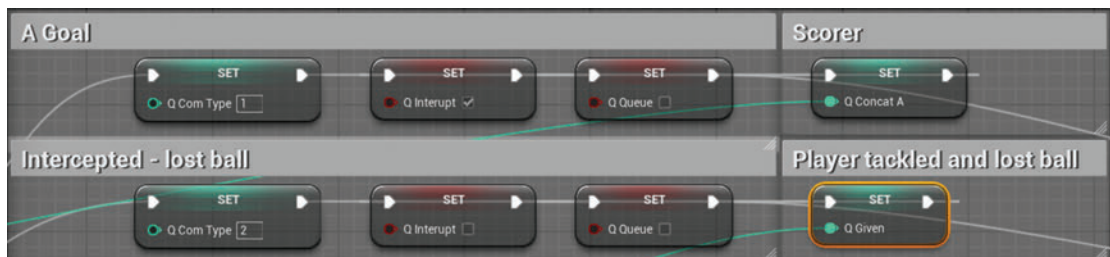 A Goal
Scorer
SET
SET
SET
SET
Q Com Type 1
Q Interupt
Q Queue
Q Concat A
Intercepted - lost ball
Player tackled and lost ball
SET
SET
SET
SET
Q Com Type 2
Q Interupt
Q Queue
Q Given